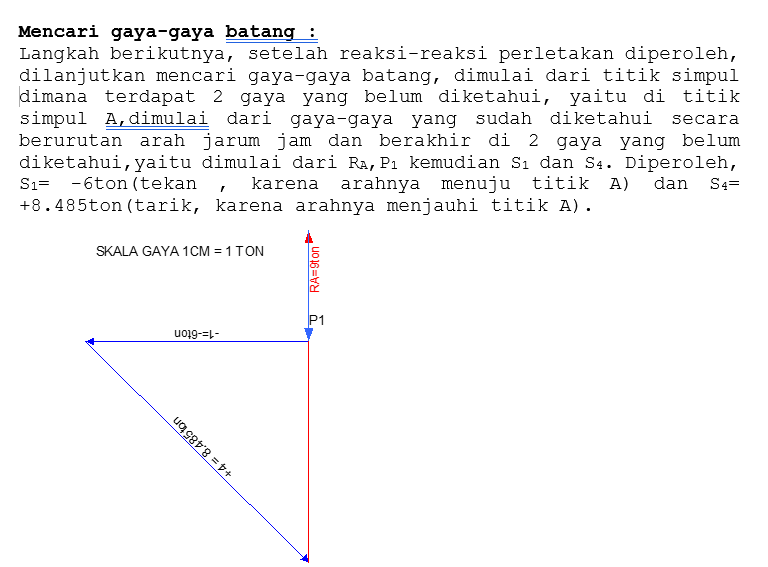 Mencari gaya-gaya batang :
Langkah berikutnya, setelah reaksi-reaksi perletakan diperoleh,
dilanjutkan mencari gaya-gaya batang, dimulai dari titik simpul
dimana terdapat 2 gaya yang belum diketahui, yaitu di titik
simpul A,dimulai dari gaya-gaya yang sudah diketahui secara
berurutan arah jarum jam dan berakhir di 2 gaya yang belum
diketahui,yaitu dimulai dari RA,P1 kemudian S1 dan S4. Diperoleh,
S1= -6ton(tekan , karena arahnya menuju titik A) dan S4=
+8.485ton(tarik, karena arahnya menjauhi titik A).
SKALA GAYA 1CM = 1 TON
RA=9ton
P1
-1=-6ton
+4 = 8.485ton